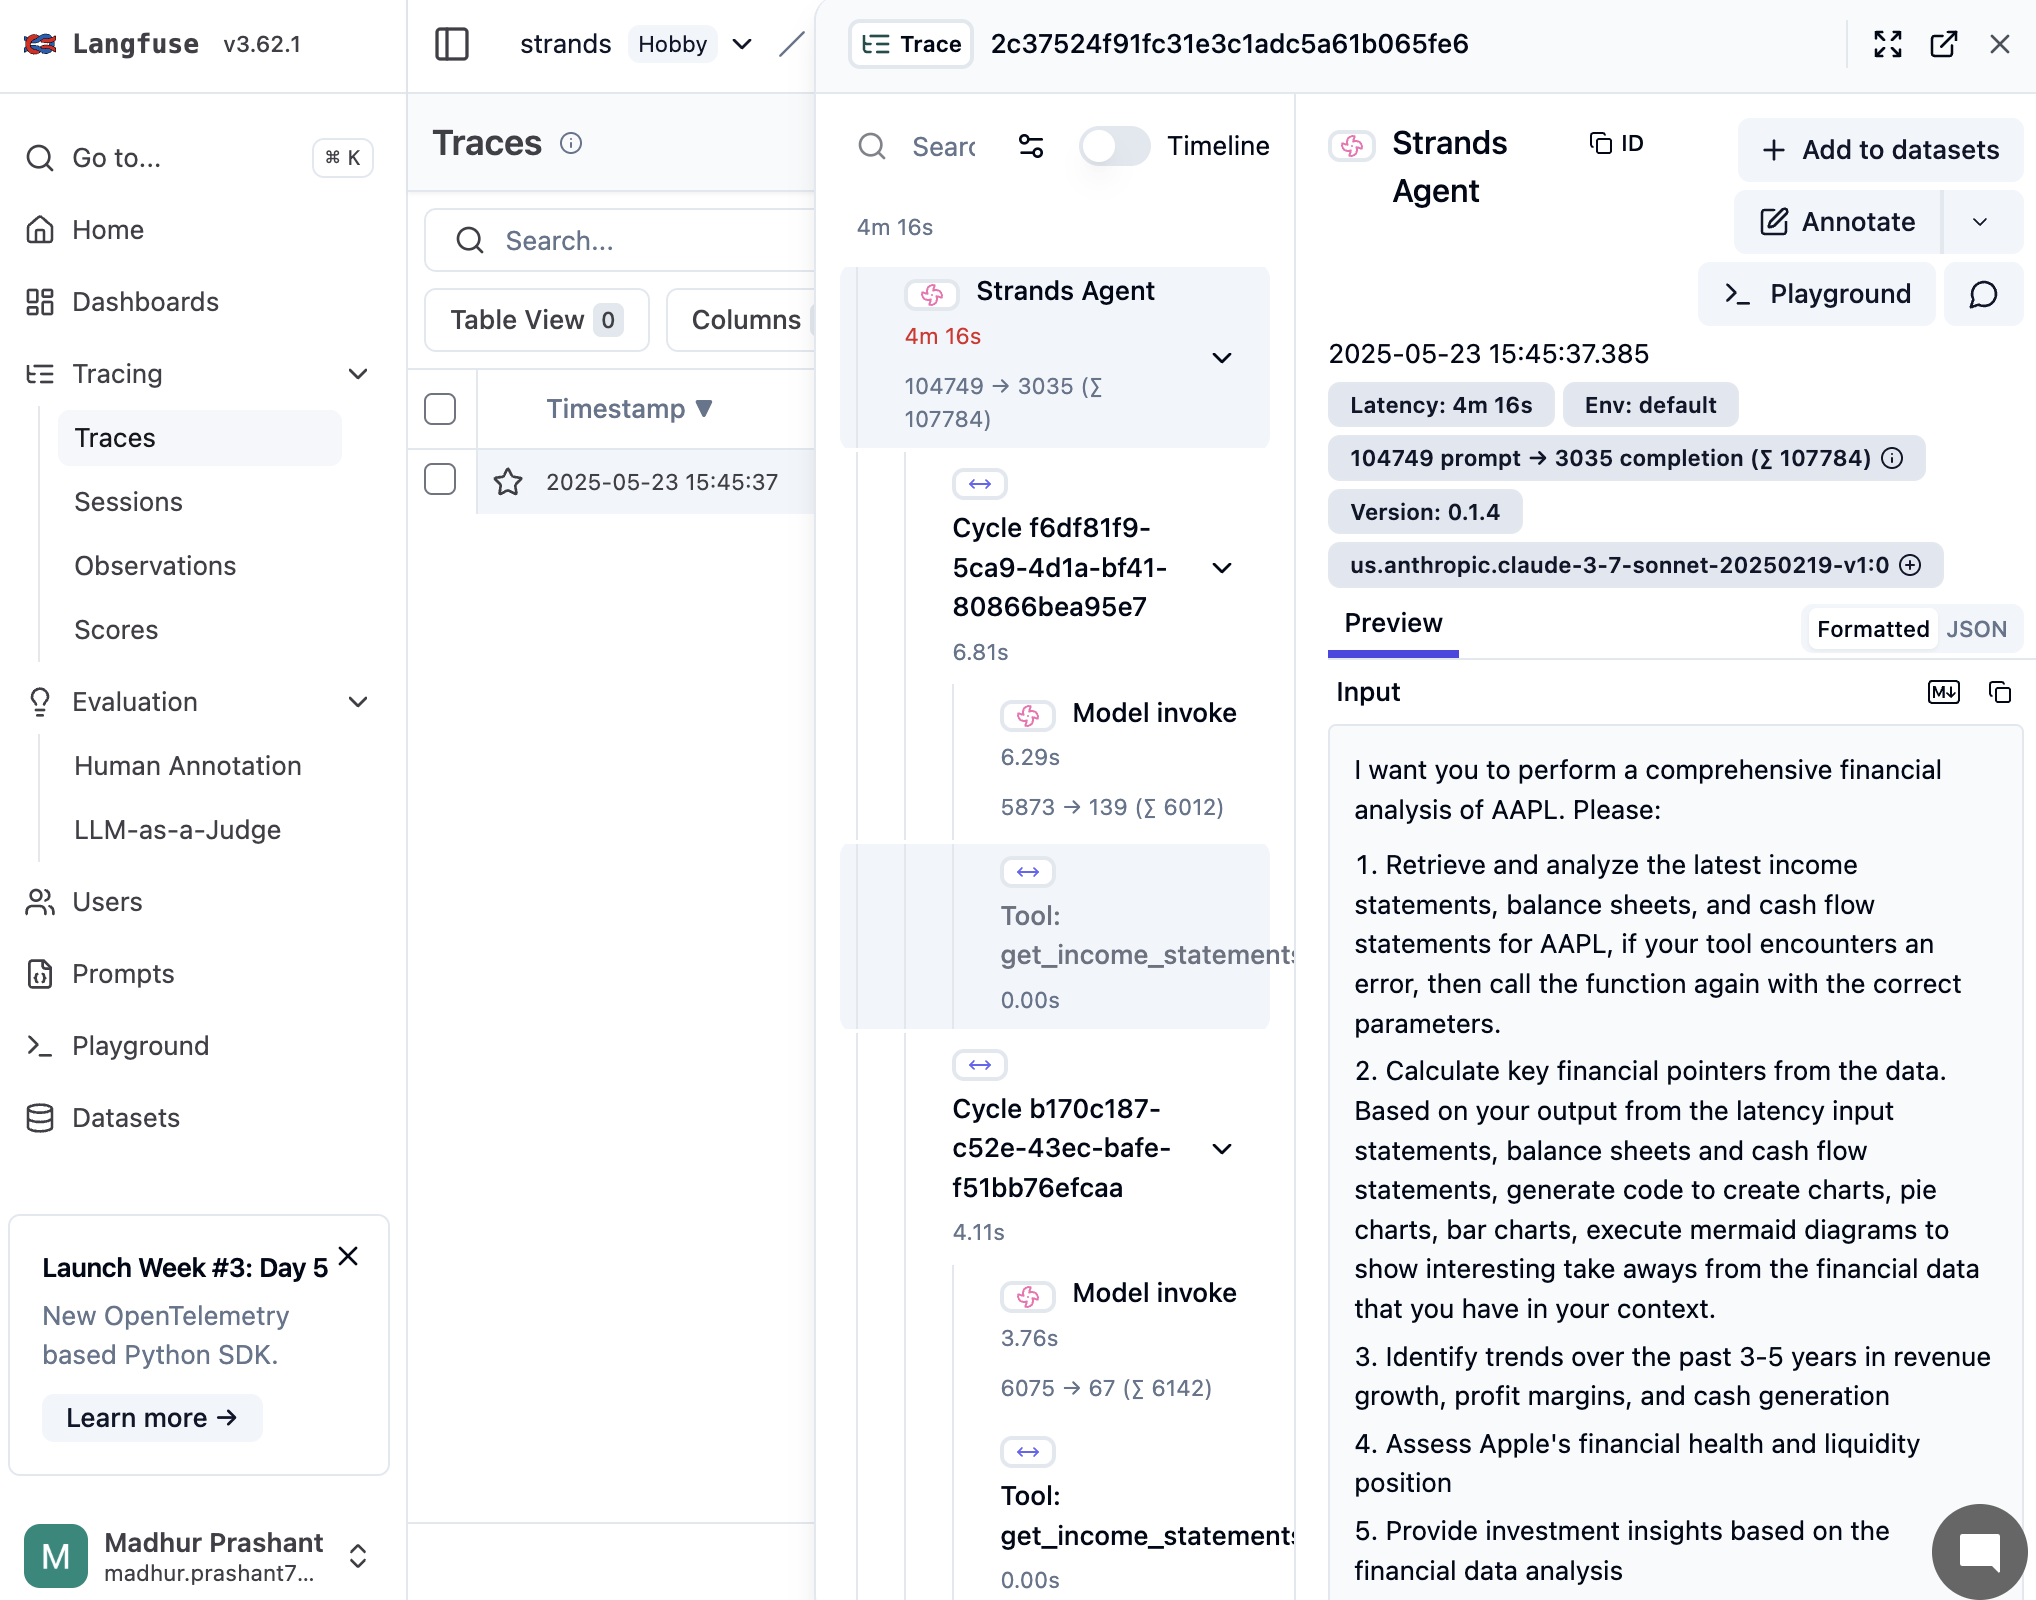 Langfuse v3.62.1
Go to...
⌘ K
Home
Dashboards
Tracing
Traces
Sessions
Observations
Scores
Evaluation
Human Annotation
LLM-as-a-Judge
Users
Prompts
Playground
Datasets
Launch Week #3: Day 5
New OpenTelemetry
based Python SDK.
Learn more →
M
Madhur Prashant
madhur.prashant7...
strands Hobby
Traces
Search...
Table View 0
Columns
Timestamp ▼
2025-05-23 15:45:37
Trace 2c37524f91fc31e3c1adc5a61b065fe6
Searc
Timeline
4m 16s
Strands Agent
4m 16s
104749 → 3035 (∑
107784)
Cycle f6df81f9-
5ca9-4d1a-bf41-
80866bea95e7
6.81s
Model invoke
6.29s
5873 → 139 (∑ 6012)
Tool:
get_income_statements
0.00s
Cycle b170c187-
c52e-43ec-bafe-
f51bb76efcaa
4.11s
Model invoke
3.76s
6075 → 67 (∑ 6142)
Tool:
get_income_statements
0.00s
Strands
Agent
ID
+ Add to datasets
Annotate
Playground
2025-05-23 15:45:37.385
Latency: 4m 16s
Env: default
104749 prompt → 3035 completion (∑ 107784)
Version: 0.1.4
us.anthropic.claude-3-7-sonnet-20250219-v1:0
Preview
Formatted JSON
Input
M↓
I want you to perform a comprehensive financial
analysis of AAPL. Please:
1. Retrieve and analyze the latest income
statements, balance sheets, and cash flow
statements for AAPL, if your tool encounters an
error, then call the function again with the correct
parameters.
2. Calculate key financial pointers from the data.
Based on your output from the latency input
statements, balance sheets and cash flow
statements, generate code to create charts, pie
charts, bar charts, execute mermaid diagrams to
show interesting take aways from the financial data
that you have in your context.
3. Identify trends over the past 3-5 years in revenue
growth, profit margins, and cash generation
4. Assess Apple's financial health and liquidity
position
5. Provide investment insights based on the
financial data analysis